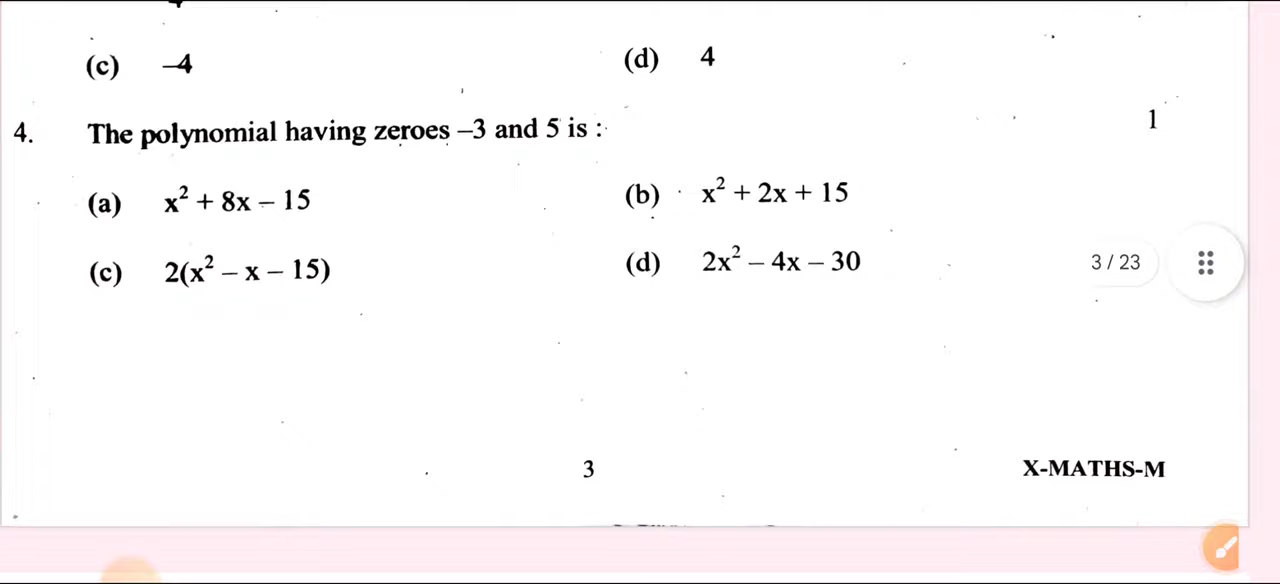 (c) –4 (d) 4
4. The polynomial having zeroes –3 and 5 is : 1
(a) x² + 8x – 15 (b) x² + 2x + 15
(c) 2(x² – x – 15) (d) 2x² – 4x – 30
3 / 23
3 X-MATHS-M